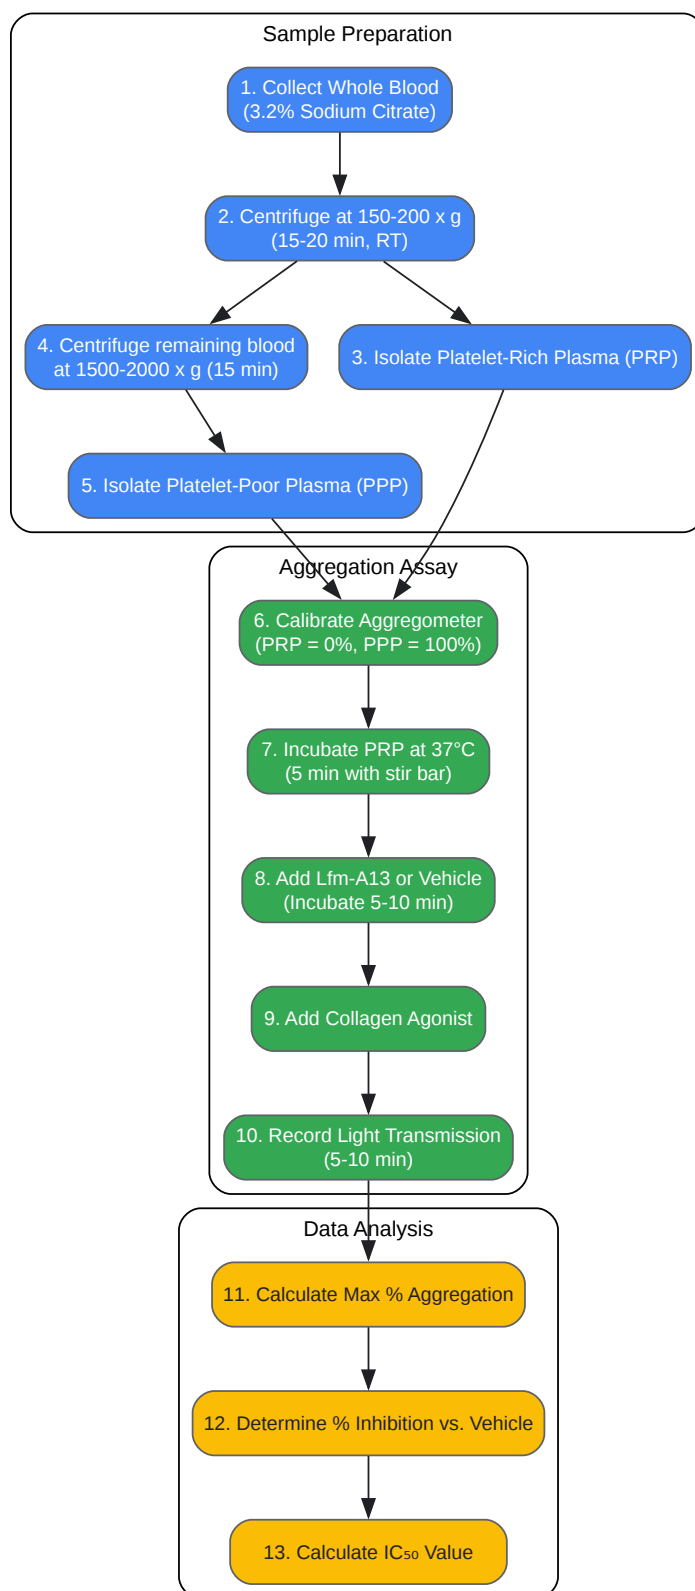 Sample Preparation
1. Collect Whole Blood
(3.2% Sodium Citrate)
2. Centrifuge at 150-200 x g
(15-20 min, RT)
4. Centrifuge remaining blood
at 1500-2000 x g (15 min)
3. Isolate Platelet-Rich Plasma (PRP)
5. Isolate Platelet-Poor Plasma (PPP)
Aggregation Assay
6. Calibrate Aggregometer
(PRP = 0%, PPP = 100%)
7. Incubate PRP at 37°C
(5 min with stir bar)
8. Add Lfm-A13 or Vehicle
(Incubate 5-10 min)
9. Add Collagen Agonist
10. Record Light Transmission
(5-10 min)
Data Analysis
11. Calculate Max % Aggregation
12. Determine % Inhibition vs. Vehicle
13. Calculate IC₅₀ Value